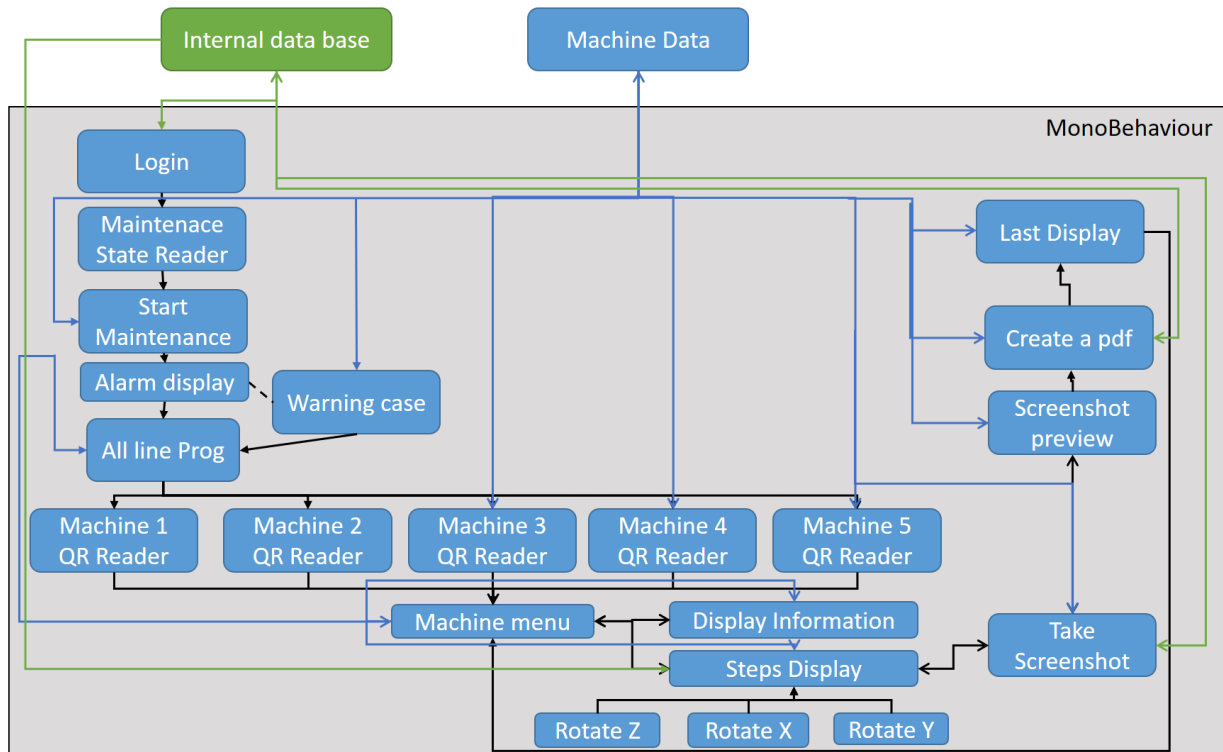 Internal data base
Machine Data
MonoBehaviour
Login
Maintenace
State Reader
Last Display
Start
Maintenance
Create a pdf
Alarm display
Warning case
Screenshot
preview
All line Prog
Machine 1
QR Reader
Machine 2
QR Reader
Machine 3
QR Reader
Machine 4
QR Reader
Machine 5
QR Reader
Machine menu
Display Information
Take
Screenshot
Steps Display
Rotate Z
Rotate X
Rotate Y